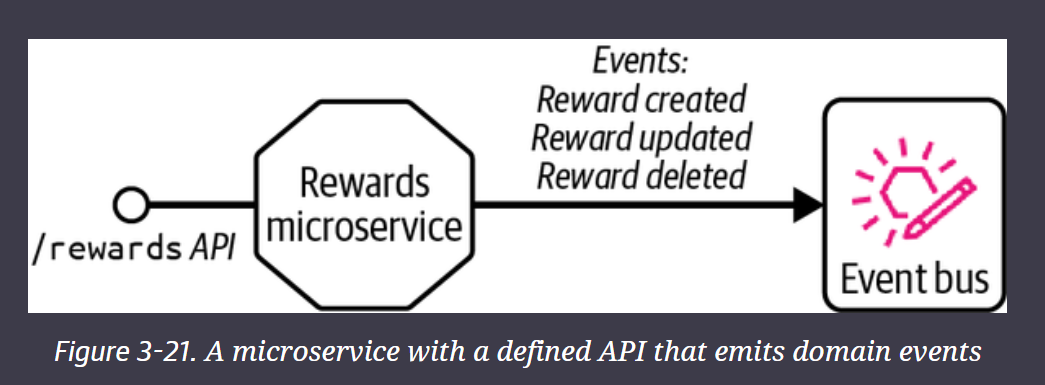 Events:
Reward created
Reward updated
Reward deleted
Rewards
microservice
/rewards API
Event bus
Figure 3-21. A microservice with a defined API that emits domain events